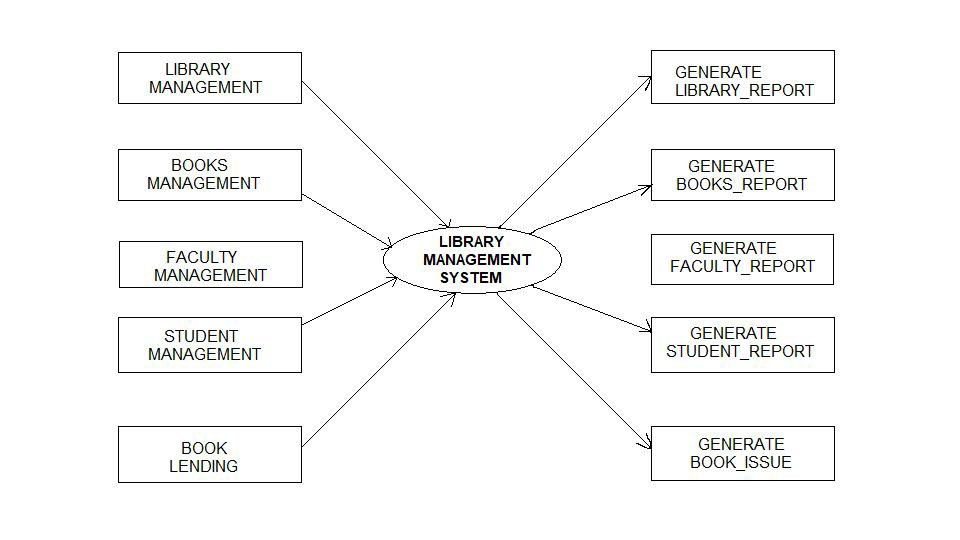 LIBRARY
MANAGEMENT
BOOKS
MANAGEMENT
FACULTY
MANAGEMENT
STUDENT
MANAGEMENT
BOOK
LENDING
LIBRARY
MANAGEMENT
SYSTEM
GENERATE
LIBRARY_REPORT
GENERATE
BOOKS_REPORT
GENERATE
FACULTY_REPORT
GENERATE
STUDENT_REPORT
GENERATE
BOOK_ISSUE